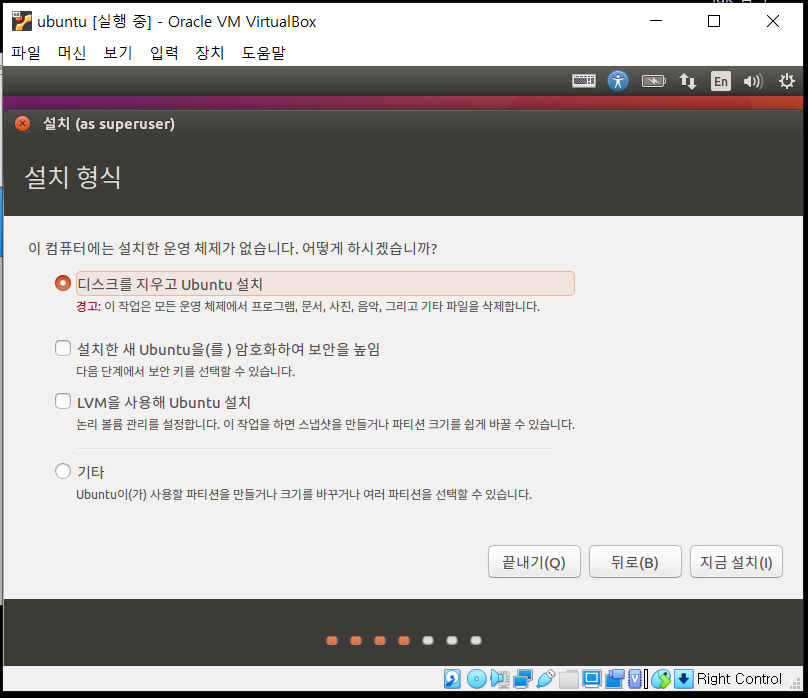 ubuntu [실행 중] - Oracle VM VirtualBox
파일 머신 보기 입력 장치 도움말
En
설치 (as superuser)
설치 형식
이 컴퓨터에는 설치한 운영 체제가 없습니다. 어떻게 하시겠습니까?
디스크를 지우고 Ubuntu 설치
경고: 이 작업은 모든 운영 체제에서 프로그램, 문서, 사진, 음악, 그리고 기타 파일을 삭제합니다.
설치한 새 Ubuntu을(를 ) 암호화하여 보안을 높임
다음 단계에서 보안 키를 선택할 수 있습니다.
LVM을 사용해 Ubuntu 설치
논리 볼륨 관리를 설정합니다. 이 작업을 하면 스냅샷을 만들거나 파티션 크기를 쉽게 바꿀 수 있습니다.
기타
Ubuntu이(가) 사용할 파티션을 만들거나 크기를 바꾸거나 여러 파티션을 선택할 수 있습니다.
끝내기(Q) 뒤로(B) 지금 설치(I)
Right Control